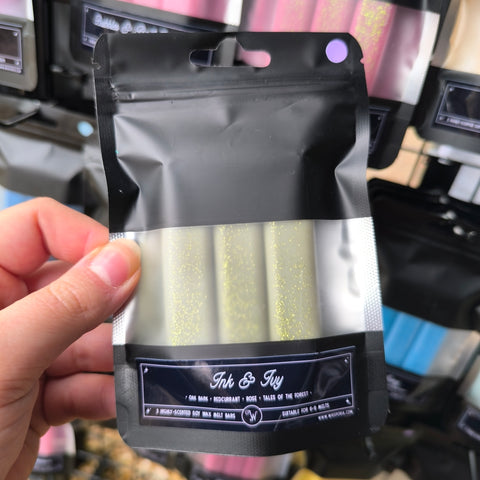 Ink & Ivy
• OAK BARK • REDCURRANT • ROSE • TALES OF THE FOREST •
3 HIGHLY-SCENTED SOY WAX MELT BARS
W
SUITABLE FOR 6-9 MELTS